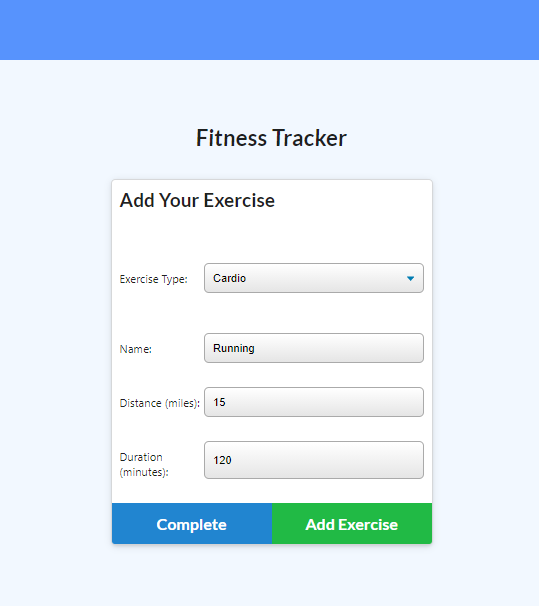 Fitness Tracker
Add Your Exercise
Exercise Type: Cardio
Name: Running
Distance (miles): 15
Duration
(minutes): 120
Complete Add Exercise